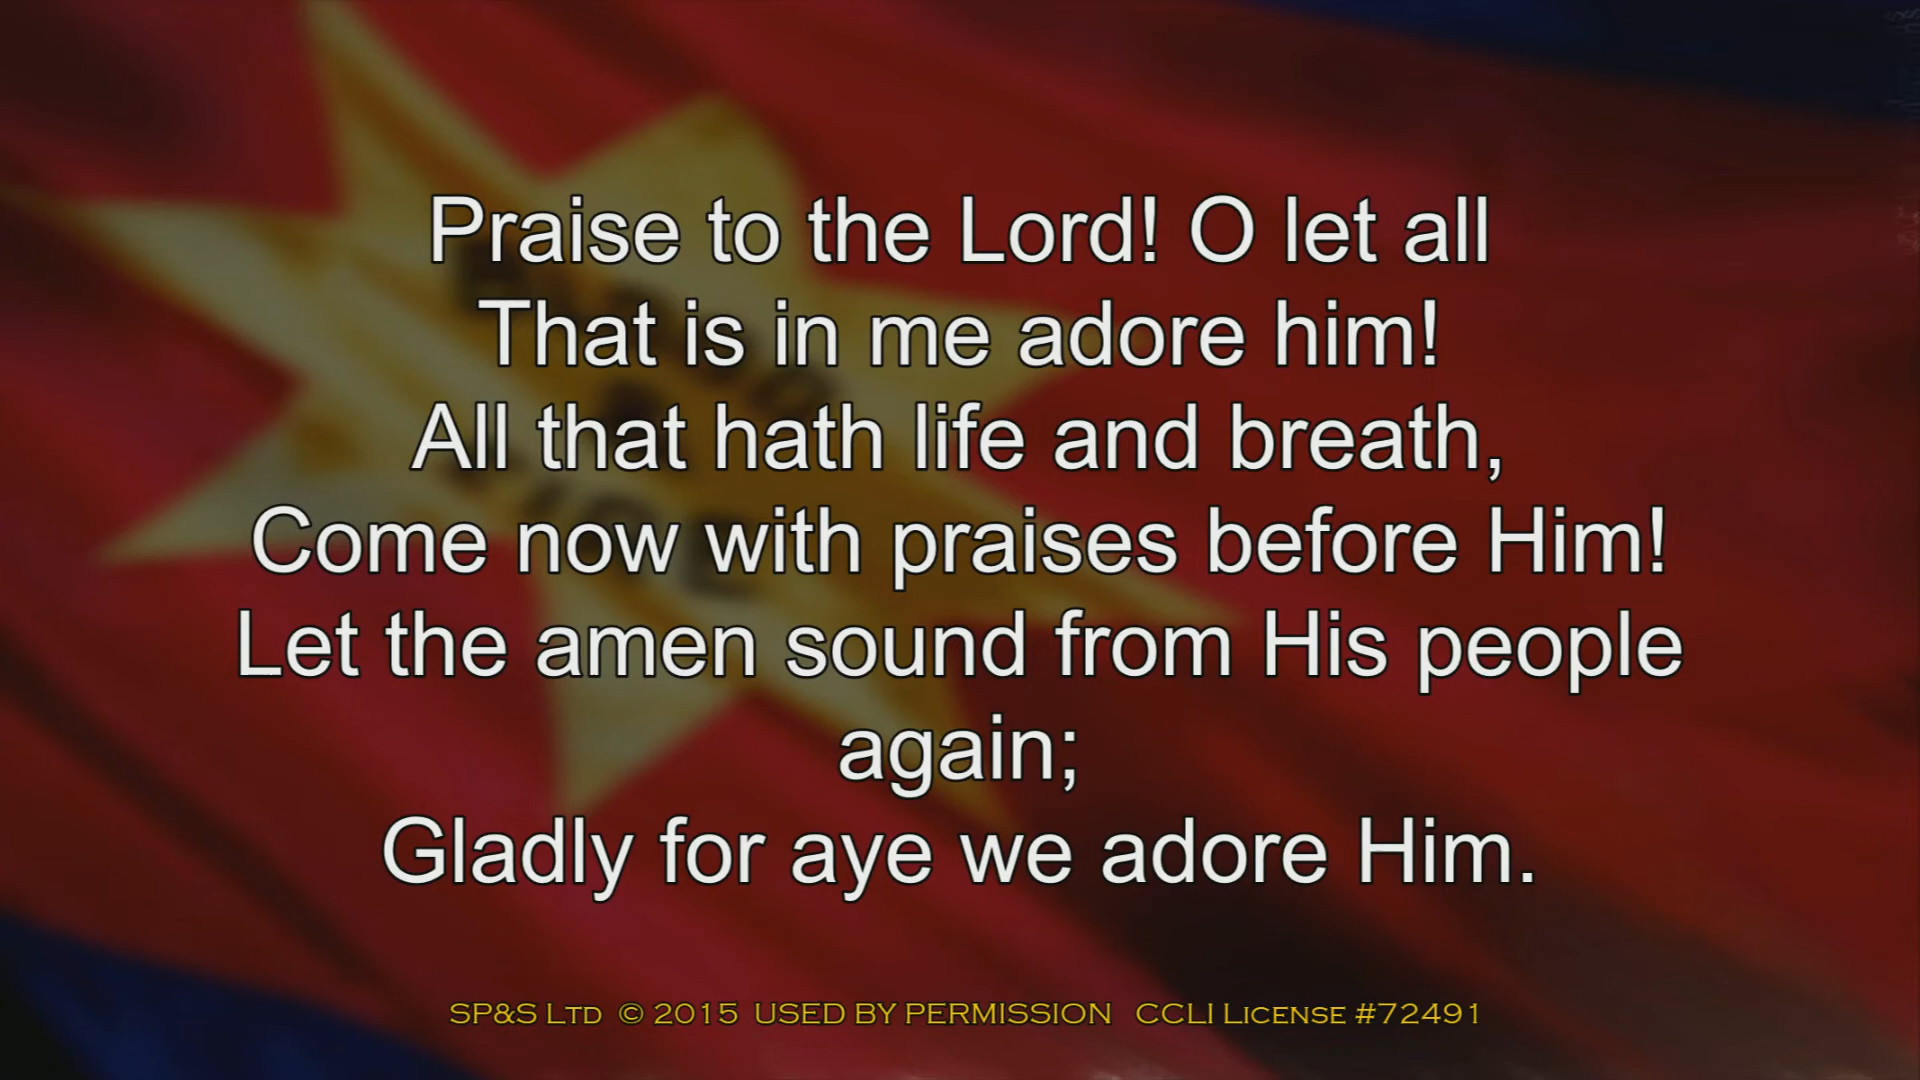 Praise to the Lord! O let all
That is in me adore him!
All that hath life and breath,
Come now with praises before Him!
Let the amen sound from His people
again;
Gladly for aye we adore Him.
SP&S Ltd © 2015 USED BY PERMISSION CCLI License #72491